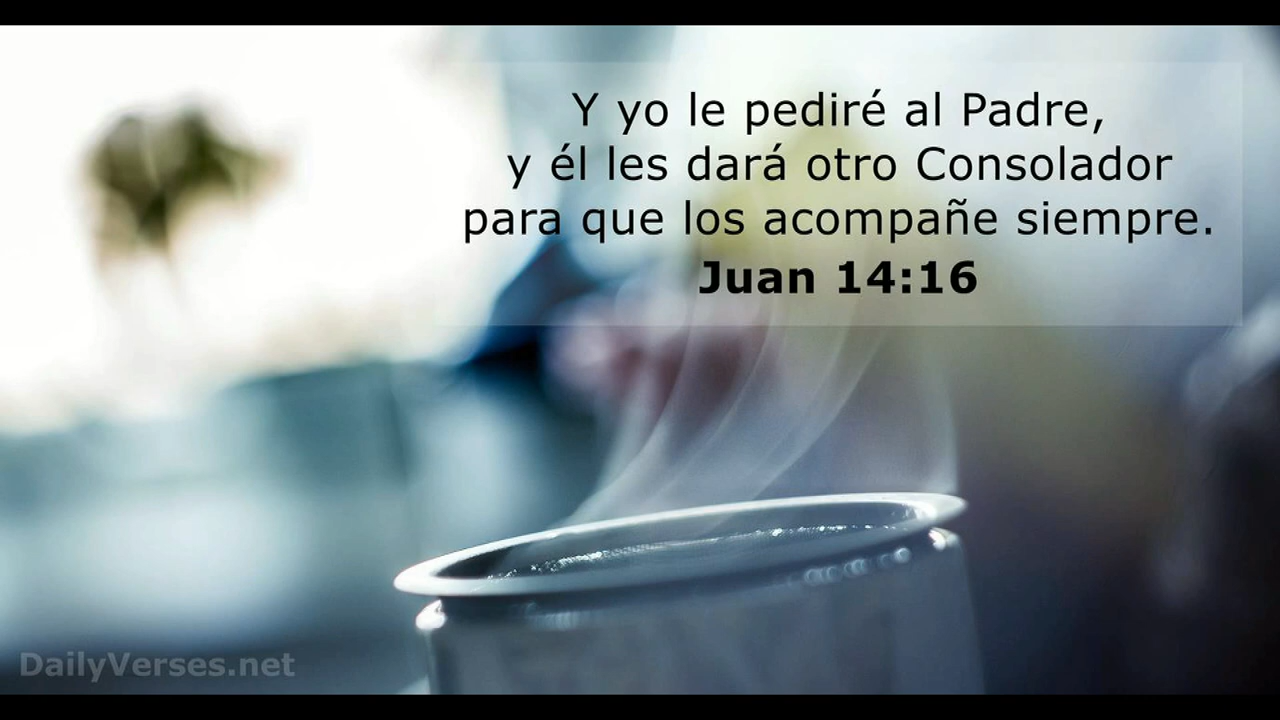 Y yo le pediré al Padre,
y él les dará otro Consolador
para que los acompañe siempre.
Juan 14:16
DailyVerses.net